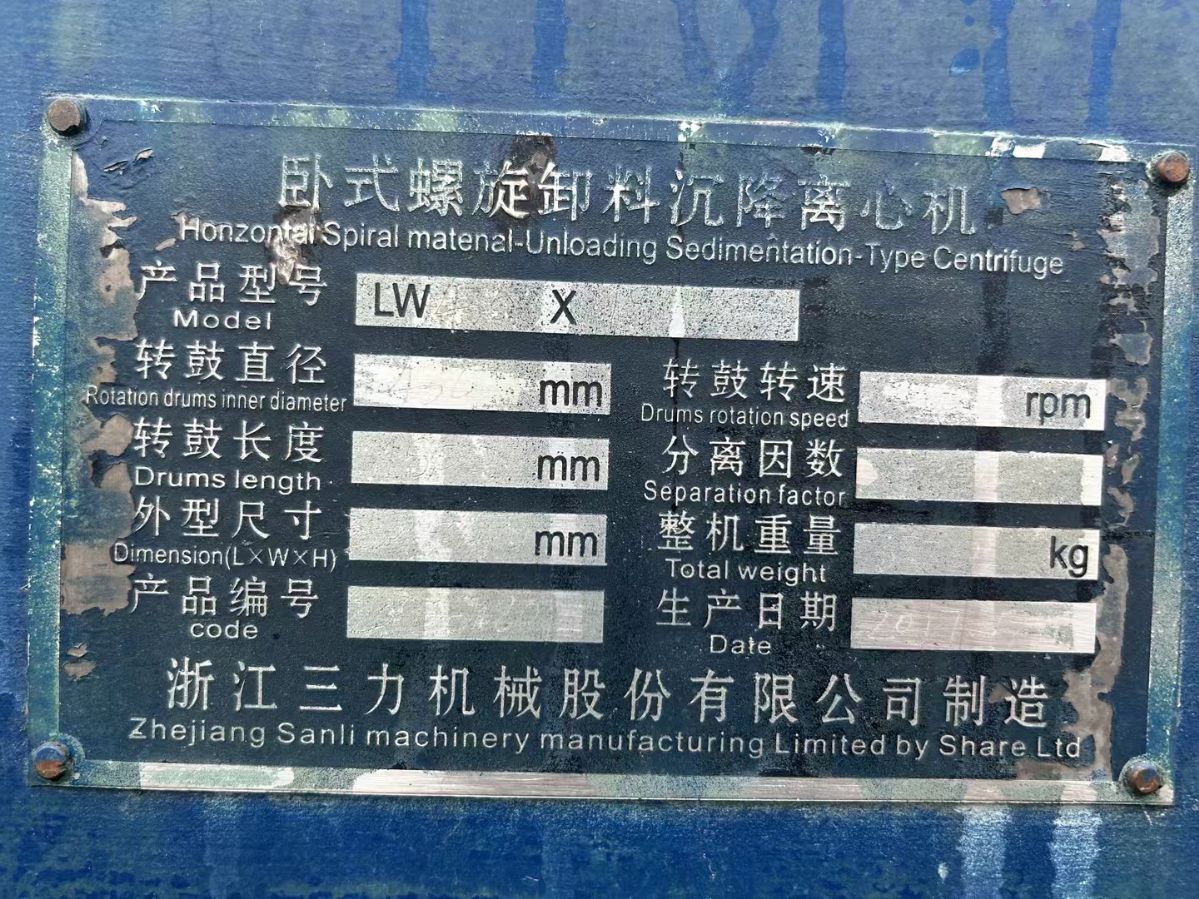 卧式螺旋卸料沉降离心机
Honzontal Spiral matenal-Unloading Sedimentation-Type Centrifuge
产品型号 LW X
Model
转鼓直径 mm 转鼓转速 rpm
Rotation drums inner diameter Drums rotation speed
转鼓长度 mm 分离因数
Drums length Separation factor
外型尺寸 mm 整机重量 kg
Dimension(L×W×H) Total weight
产品编号 生产日期
code Date
浙江三力机械股份有限公司制造
Zhejiang Sanli machinery manufacturing Limited by Share Ltd